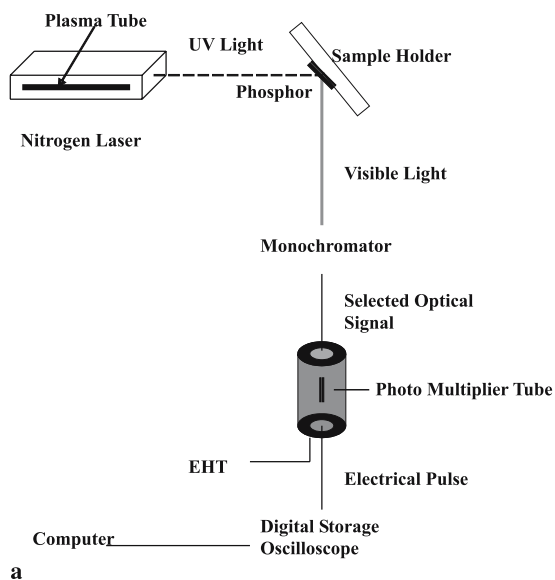 Plasma Tube
UV Light
Sample Holder
Phosphor
Nitrogen Laser
Visible Light
Monochromator
Selected Optical
Signal
Photo Multiplier Tube
EHT
Electrical Pulse
Digital Storage
Oscilloscope
Computer
a